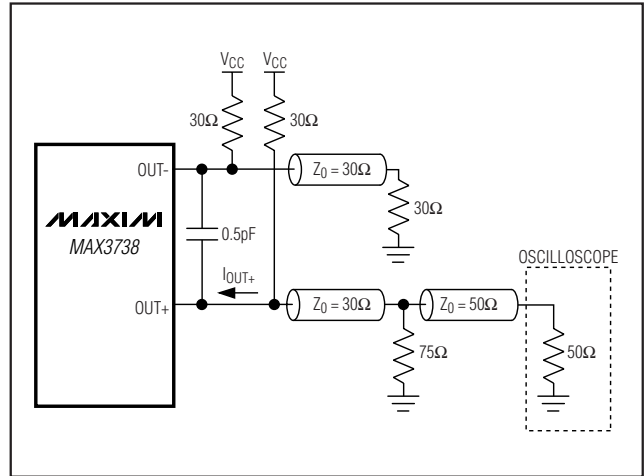 VCC VCC
30Ω 30Ω
OUT-
Z0 = 30Ω
30Ω
MAXIM
MAX3738
0.5pF
OSCILLOSCOPE
IOUT+
OUT+
Z0 = 30Ω
Z0 = 50Ω
75Ω
50Ω